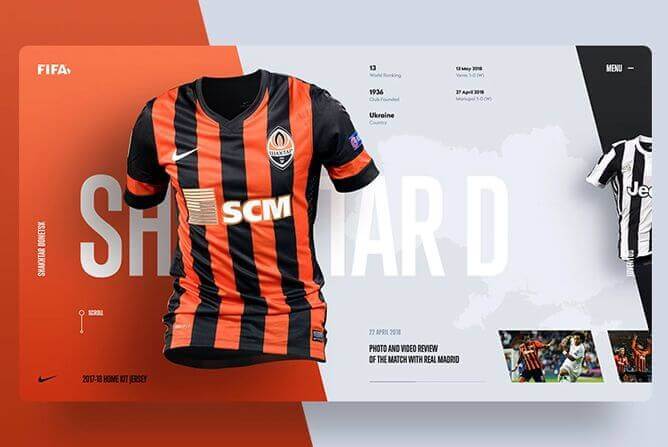 FIFA
13
World Ranking
1936
Club Founded
Ukraine
Country
13 May 2018
27 April 2018
MENU
SHAKHTAR
SCM
SHAKHTAR D
SHAKHTAR DONETSK
SCROLL
22 APRIL 2018
PHOTO AND VIDEO REVIEW
OF THE MATCH WITH REAL MADRID
2017-18 HOME KIT JERSEY
Jee
JUVENTUS